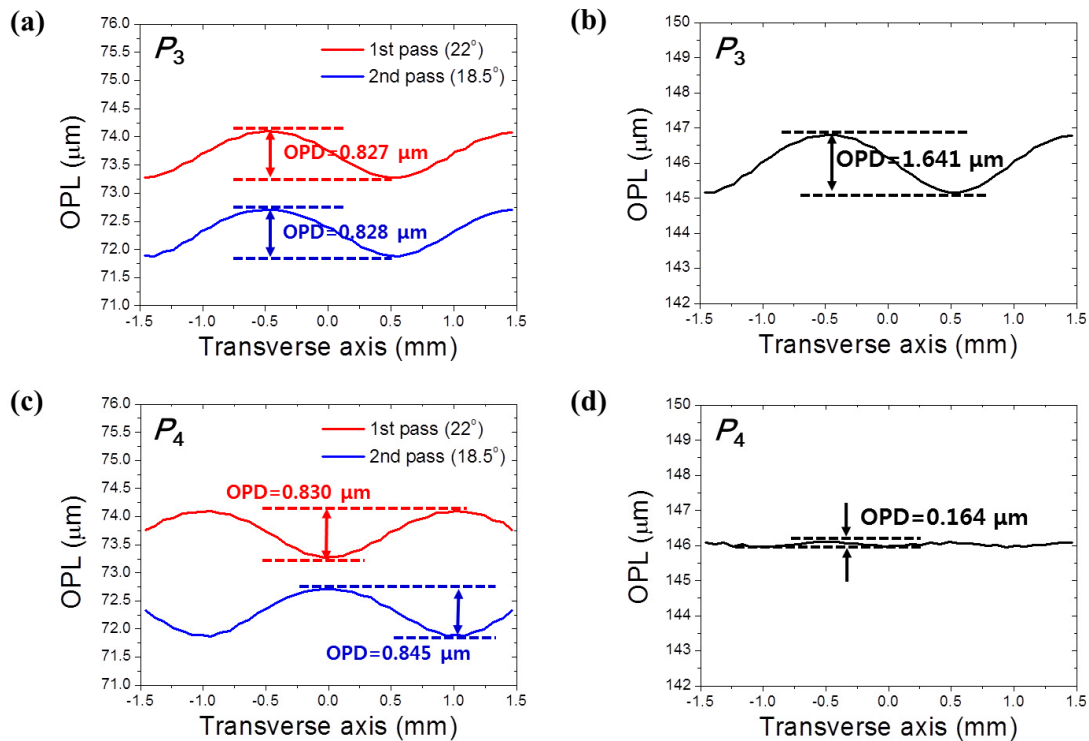 (a)
P3
1st pass (22°)
2nd pass (18.5°)
OPD=0.827 μm
OPD=0.828 μm
OPL (μm)
76.0
75.5
75.0
74.5
74.0
73.5
73.0
72.5
72.0
71.5
71.0
-1.5 -1.0 -0.5 0.0 0.5 1.0 1.5
Transverse axis (mm)
(b)
P3
OPD=1.641 μm
OPL (μm)
150
149
148
147
146
145
144
143
142
-1.5 -1.0 -0.5 0.0 0.5 1.0 1.5
Transverse axis (mm)
(c)
P4
1st pass (22°)
2nd pass (18.5°)
OPD=0.830 μm
OPD=0.845 μm
OPL (μm)
76.0
75.5
75.0
74.5
74.0
73.5
73.0
72.5
72.0
71.5
71.0
-1.5 -1.0 -0.5 0.0 0.5 1.0 1.5
Transverse axis (mm)
(d)
P4
OPD=0.164 μm
OPL (μm)
150
149
148
147
146
145
144
143
142
-1.5 -1.0 -0.5 0.0 0.5 1.0 1.5
Transverse axis (mm)